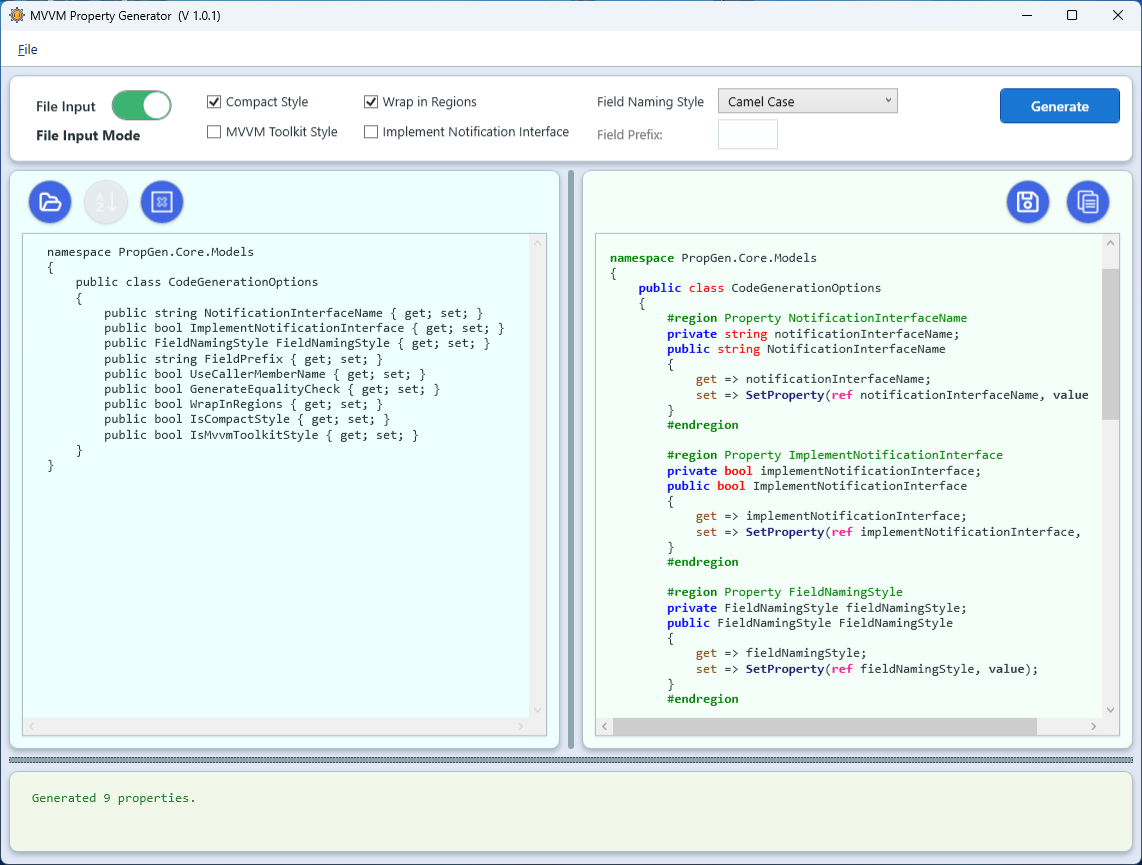 MVVM Property Generator  (V 1.0.1)
File
File Input
File Input Mode
Compact Style
MVVM Toolkit Style
Wrap in Regions
Implement Notification Interface
Field Naming Style
Camel Case
Field Prefix:
Generate
namespace PropGen.Core.Models
{
    public class CodeGenerationOptions
    {
        public string NotificationInterfaceName { get; set; }
        public bool ImplementNotificationInterface { get; set; }
        public FieldNamingStyle FieldNamingStyle { get; set; }
        public string FieldPrefix { get; set; }
        public bool UseCallerMemberName { get; set; }
        public bool GenerateEqualityCheck { get; set; }
        public bool WrapInRegions { get; set; }
        public bool IsCompactStyle { get; set; }
        public bool IsMvvmToolkitStyle { get; set; }
    }
}
namespace PropGen.Core.Models
{
    public class CodeGenerationOptions
    {
        #region Property NotificationInterfaceName
        private string notificationInterfaceName;
        public string NotificationInterfaceName
        {
            get => notificationInterfaceName;
            set => SetProperty(ref notificationInterfaceName, value
        }
        #endregion
        #region Property ImplementNotificationInterface
        private bool implementNotificationInterface;
        public bool ImplementNotificationInterface
        {
            get => implementNotificationInterface;
            set => SetProperty(ref implementNotificationInterface,
        }
        #endregion
        #region Property FieldNamingStyle
        private FieldNamingStyle fieldNamingStyle;
        public FieldNamingStyle FieldNamingStyle
        {
            get => fieldNamingStyle;
            set => SetProperty(ref fieldNamingStyle, value);
        }
        #endregion
Generated 9 properties.